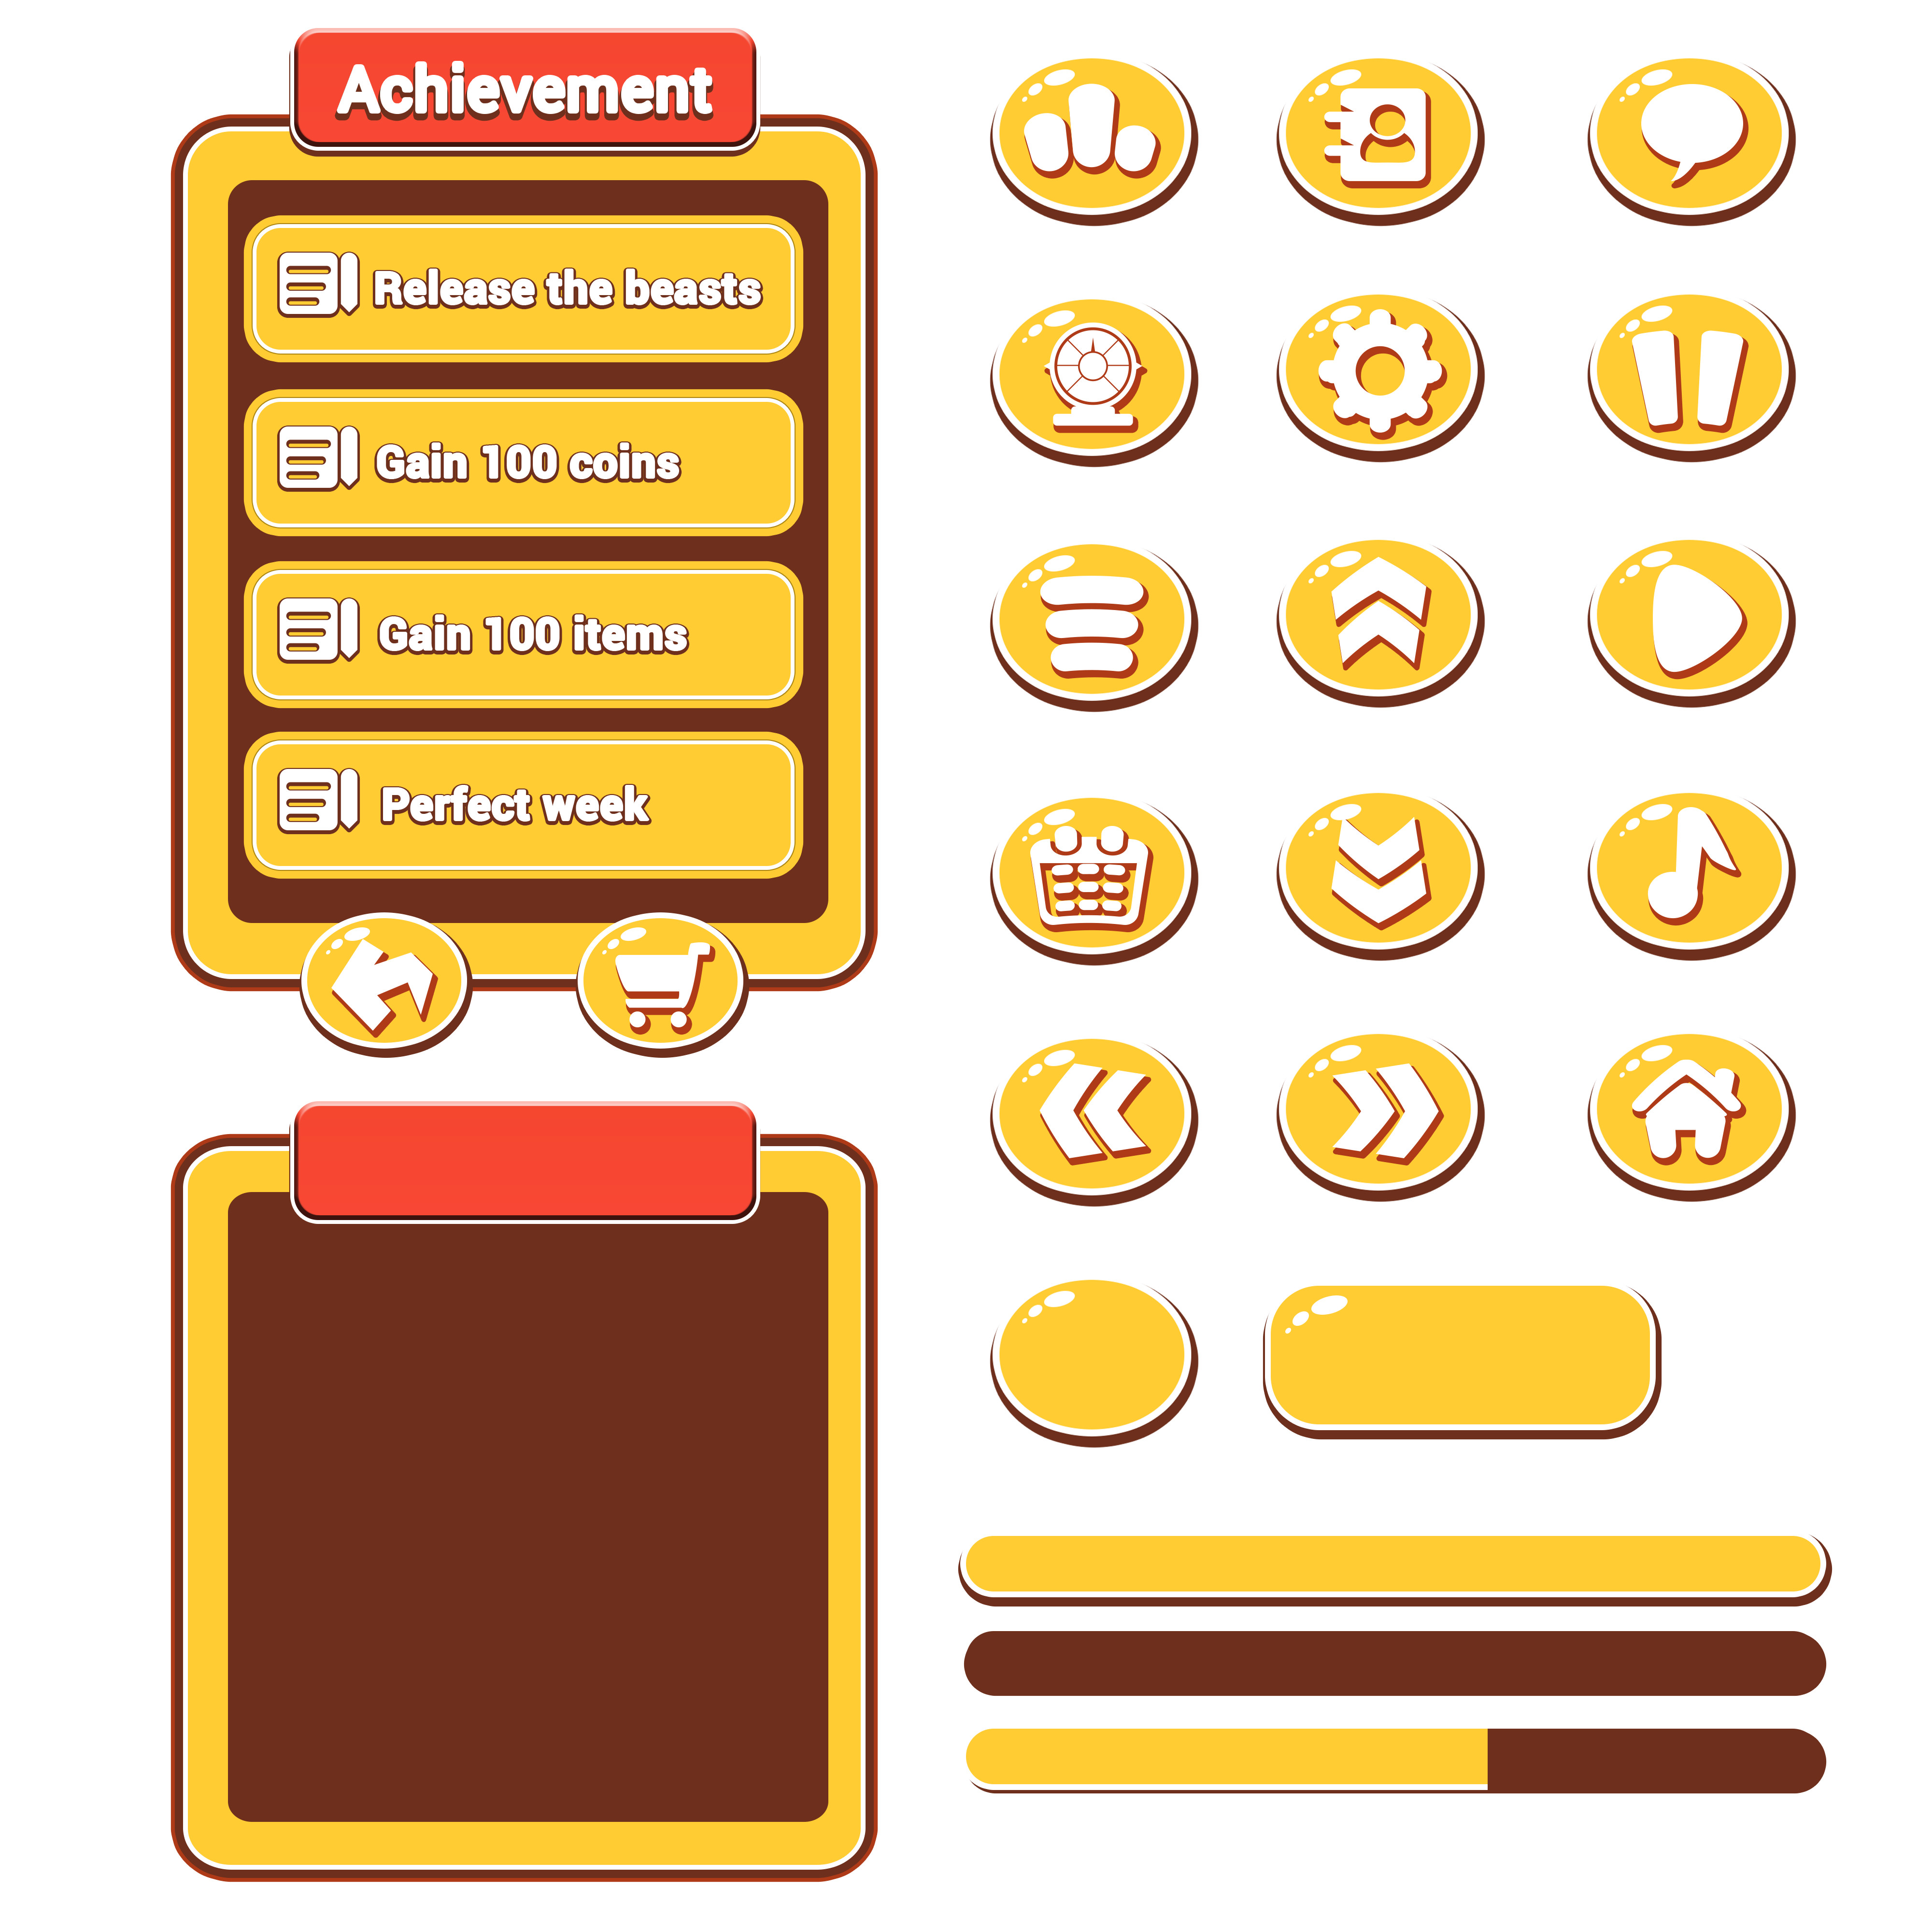 Achievement
Release the beasts
Gain 100 coins
Gain 100 items
Perfect week